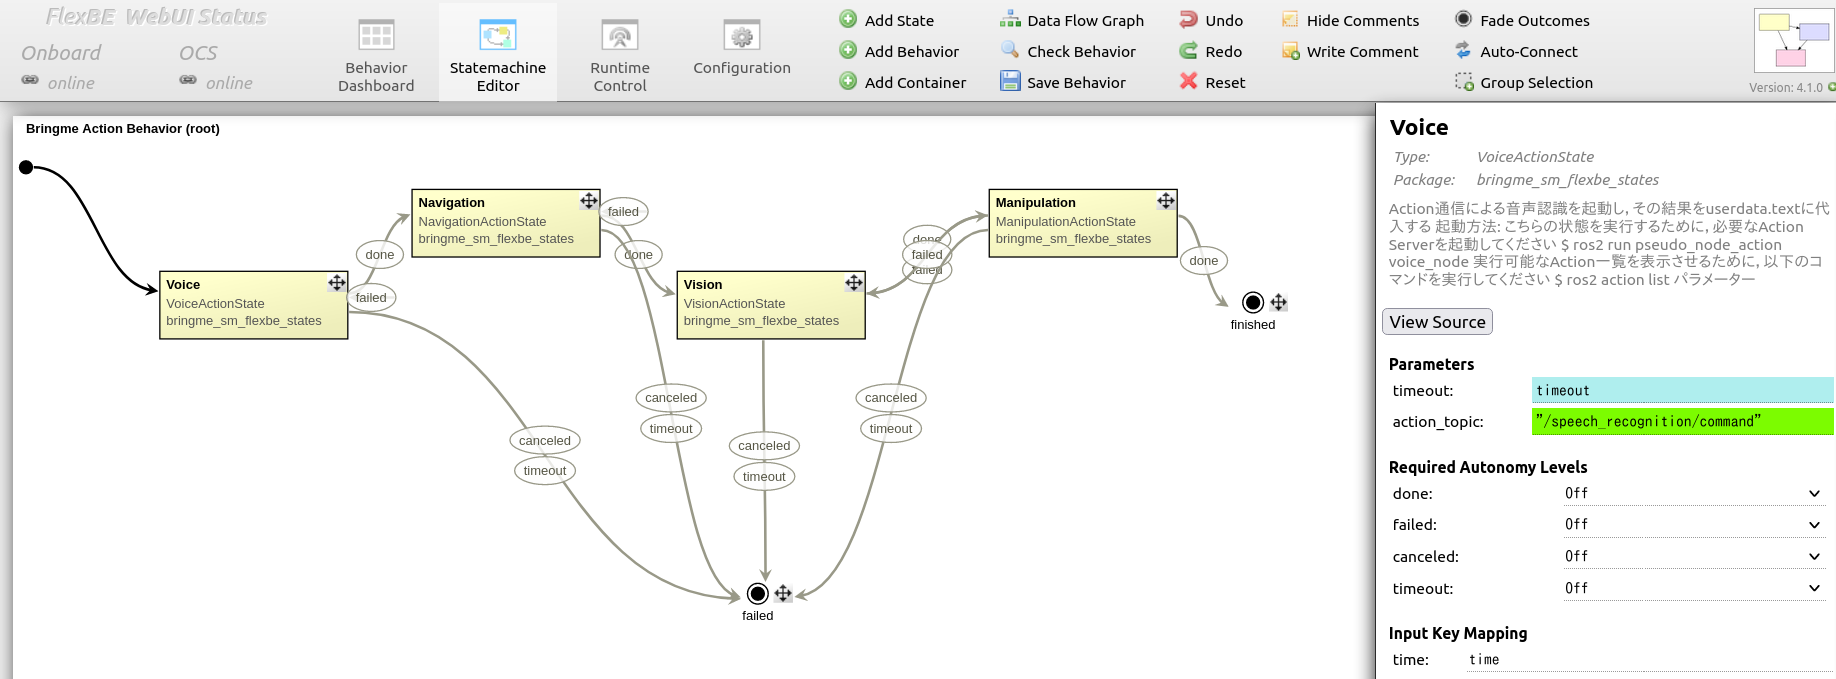 FlexBE WebUI Status
Onboard
OCS
online
online
Behavior
Dashboard
Statemachine
Editor
Runtime
Control
Configuration
Add State
Add Behavior
Add Container
Data Flow Graph
Check Behavior
Save Behavior
Undo
Redo
Reset
Hide Comments
Write Comment
Fade Outcomes
Auto-Connect
Group Selection
Version: 4.1.0
Bringme Action Behavior (root)
Voice
VoiceActionState
bringme_sm_flexbe_states
done
failed
canceled
timeout
Navigation
NavigationActionState
bringme_sm_flexbe_states
failed
done
canceled
timeout
Vision
VisionActionState
bringme_sm_flexbe_states
done
failed
canceled
timeout
Manipulation
ManipulationActionState
bringme_sm_flexbe_states
done
failed
canceled
timeout
finished
failed
Voice
Type: VoiceActionState
Package: bringme_sm_flexbe_states
Action通信による音声認識を起動し, その結果をuserdata.textに代
入する 起動方法: こちらの状態を実行するために, 必要なAction
Serverを起動してください $ ros2 run pseudo_node_action
voice_node 実行可能なAction一覧を表示させるために, 以下のコ
マンドを実行してください $ ros2 action list パラメーター
View Source
Parameters
timeout: timeout
action_topic: "/speech_recognition/command"
Required Autonomy Levels
done: Off
failed: Off
canceled: Off
timeout: Off
Input Key Mapping
time: time